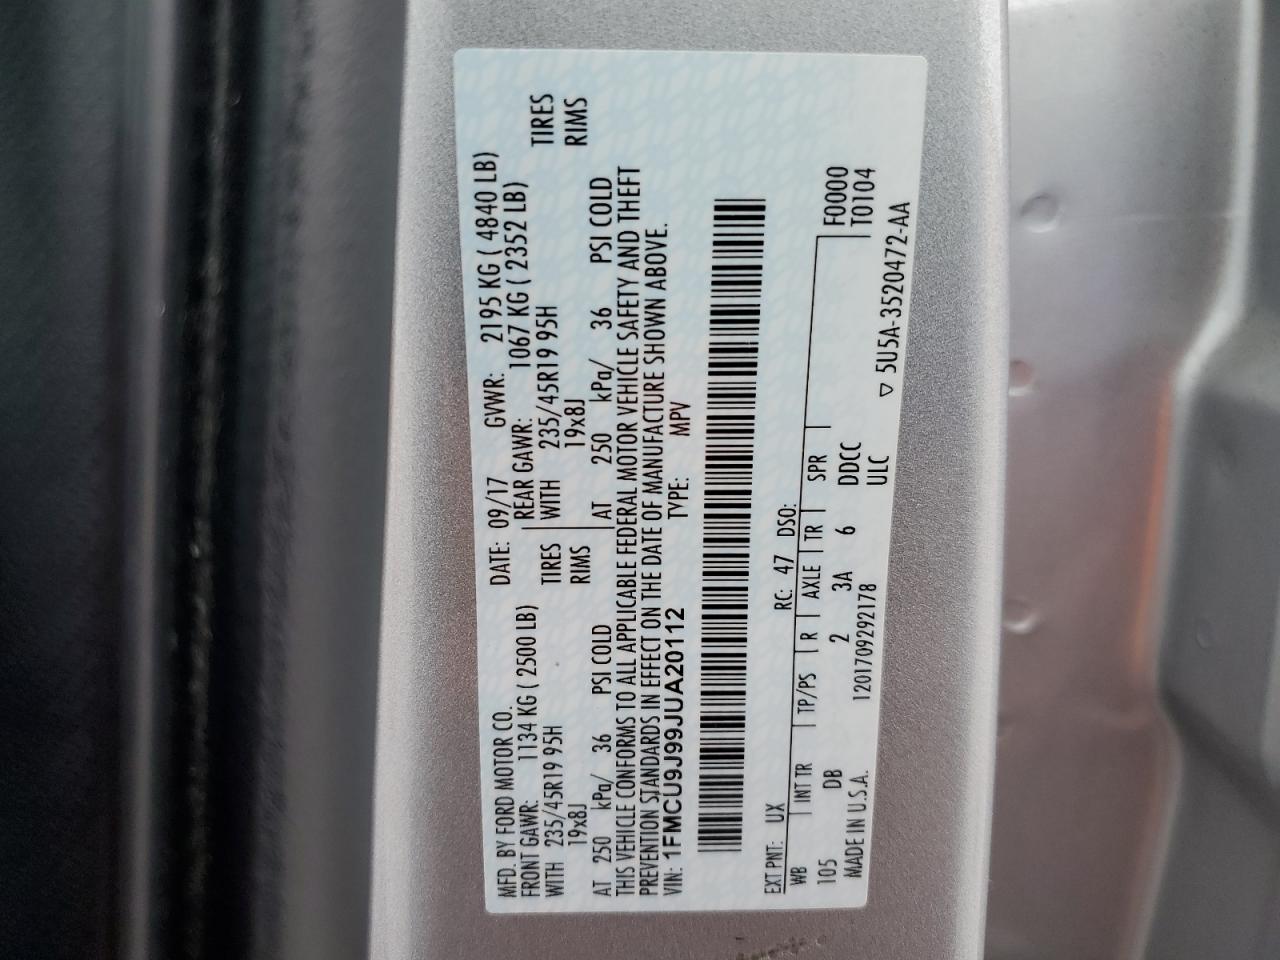 MFD. BY FORD MOTOR CO. DATE: 09/17 GVWR: 2195 KG ( 4840 LB)
FRONT GAWR: 1134 KG ( 2500 LB) REAR GAWR: 1067 KG ( 2352 LB)
WITH 235/45R19 95H TIRES WITH 235/45R19 95H TIRES
19x8J RIMS 19x8J RIMS
AT 250 kPa/ 36 PSI COLD AT 250 kPa/ 36 PSI COLD
THIS VEHICLE CONFORMS TO ALL APPLICABLE FEDERAL MOTOR VEHICLE SAFETY AND THEFT
PREVENTION STANDARDS IN EFFECT ON THE DATE OF MANUFACTURE SHOWN ABOVE.
VIN: 1FMCU9J99JUA20112 TYPE: MPV
EXT PNT: UX RC: 47 DSO:
WB INT TR TP/PS R AXLE TR SPR F0000
105 DB 2 3A 6 DDCC T0104
MADE IN U.S.A. 1201709292178 ULC
▽ 5U5A-3520472-AA